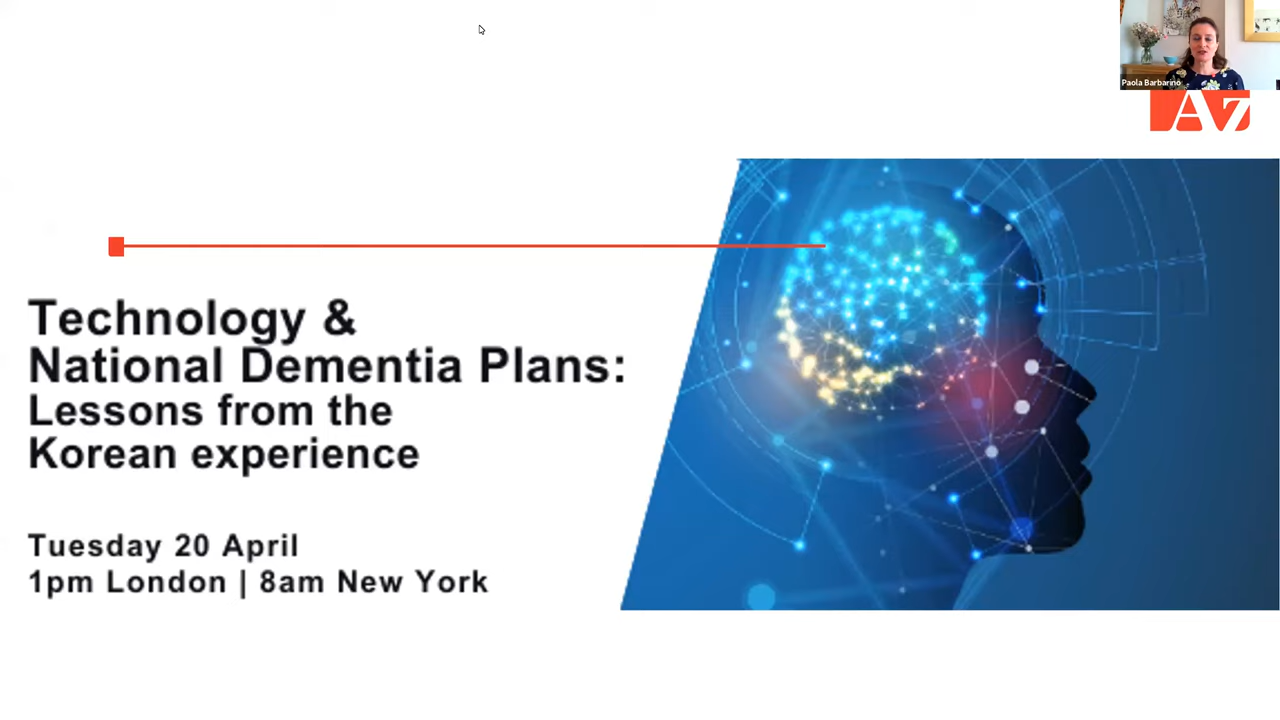 Paola Barbarino
Az
Technology &
National Dementia Plans:
Lessons from the
Korean experience
Tuesday 20 April
1pm London | 8am New York